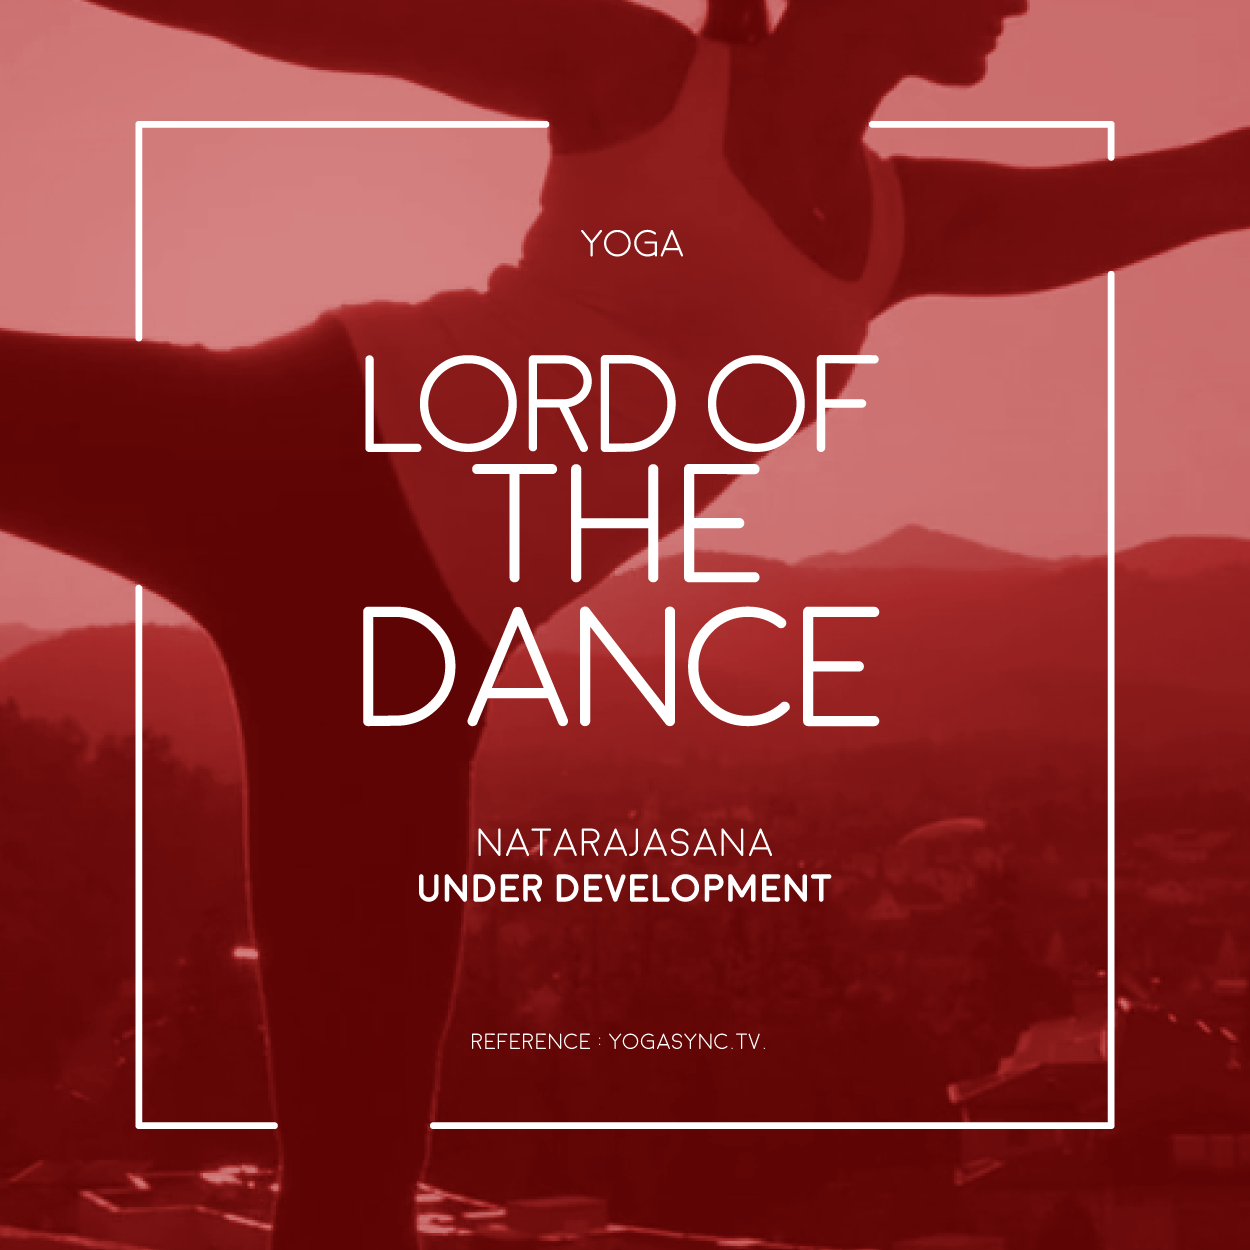 YOGA
LORD OF
THE
DANCE
NATARAJASANA
UNDER DEVELOPMENT
REFERENCE : YOGASYNC.TV.